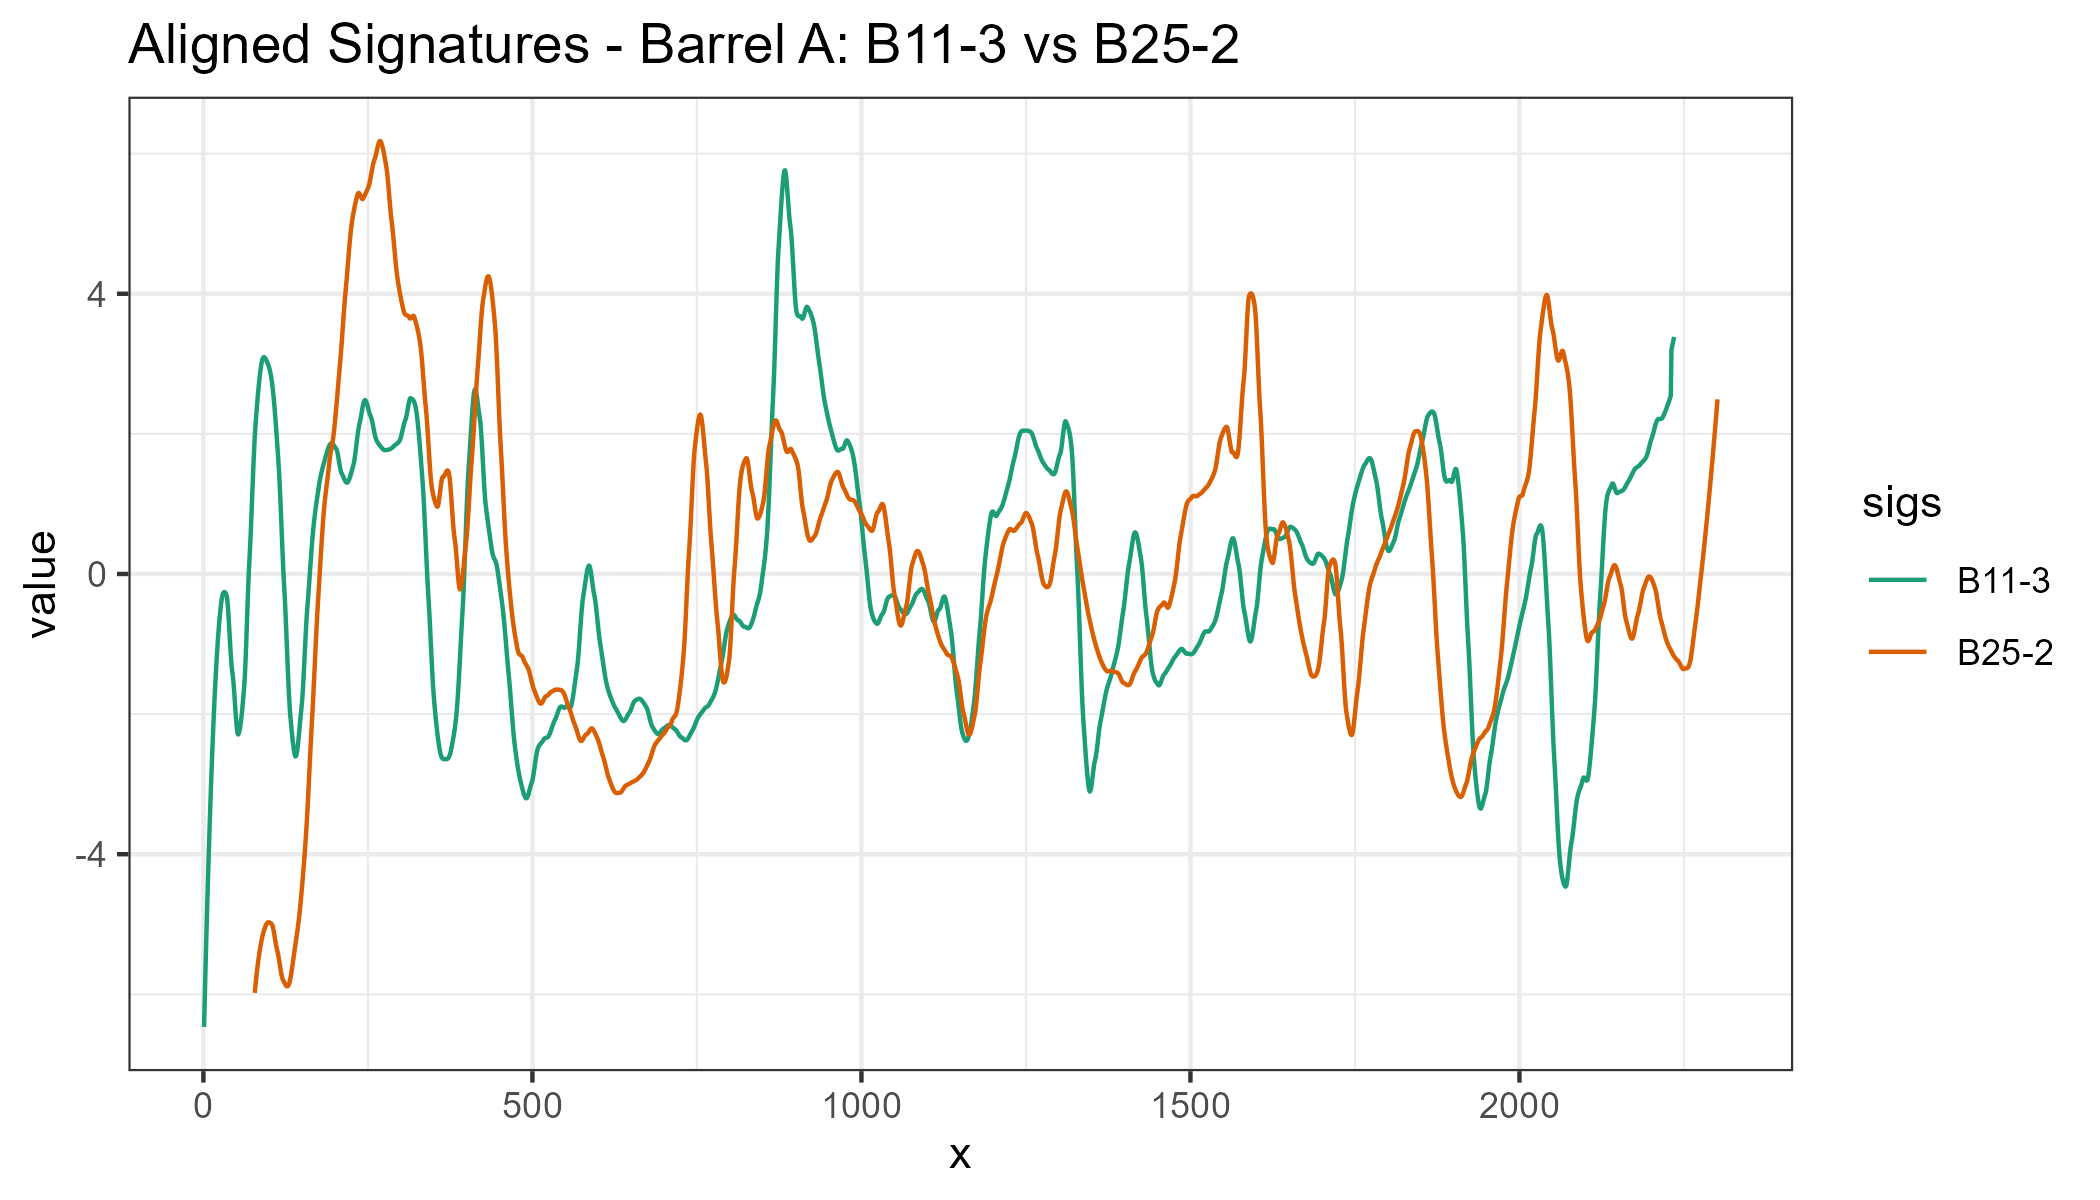 Aligned Signatures - Barrel A: B11-3 vs B25-2
value
4
0
-4
0 500 1000 1500 2000
x
sigs
B11-3
B25-2